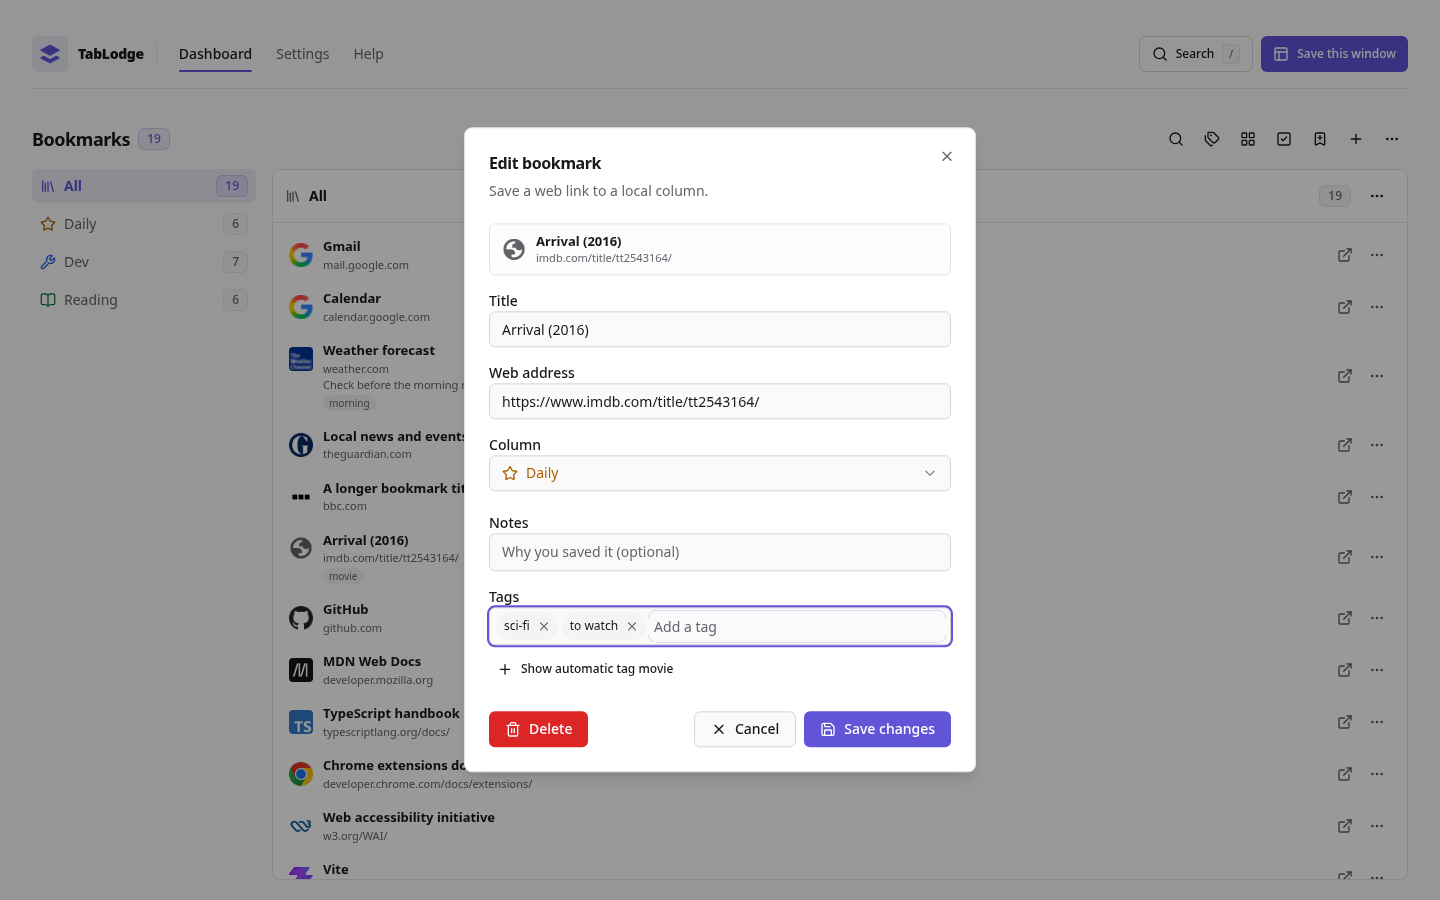 TabLodge
Dashboard
Settings
Help
Search /
Save this window
Bookmarks 19
All 19
Daily 6
Dev 7
Reading 6
All 19
Gmail
mail.google.com
Calendar
calendar.google.com
Weather forecast
weather.com
Check before the morning
morning
Local news and events
theguardian.com
A longer bookmark tit
bbc.com
Arrival (2016)
imdb.com/title/tt2543164/
movie
GitHub
github.com
MDN Web Docs
developer.mozilla.org
TypeScript handbook
typescriptlang.org/docs/
Chrome extensions do
developer.chrome.com/docs/extensions/
Web accessibility initiative
w3.org/WAI/
Vite
Edit bookmark
Save a web link to a local column.
Arrival (2016)
imdb.com/title/tt2543164/
Title
Arrival (2016)
Web address
https://www.imdb.com/title/tt2543164/
Column
Daily
Notes
Why you saved it (optional)
Tags
sci-fi
to watch
Add a tag
Show automatic tag movie
Delete
Cancel
Save changes